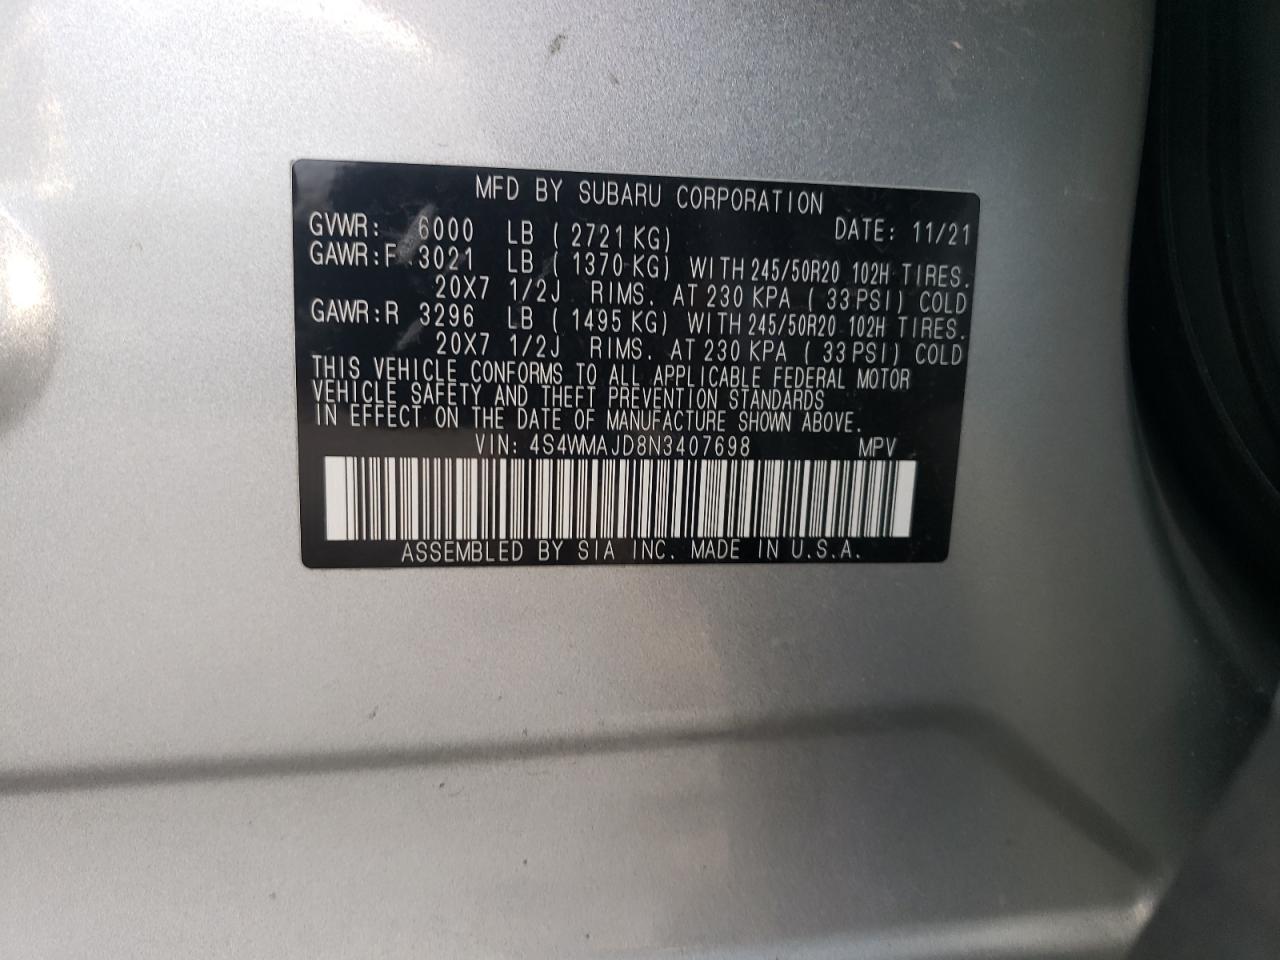 MFD BY SUBARU CORPORATION
GVWR: 6000 LB ( 2721 KG) DATE: 11/21
GAWR:F 3021 LB ( 1370 KG) WITH 245/50R20 102H TIRES.
20X7 1/2J RIMS. AT 230 KPA ( 33 PSI) COLD
GAWR:R 3296 LB ( 1495 KG) WITH 245/50R20 102H TIRES.
20X7 1/2J RIMS. AT 230 KPA ( 33 PSI) COLD
THIS VEHICLE CONFORMS TO ALL APPLICABLE FEDERAL MOTOR
VEHICLE SAFETY AND THEFT PREVENTION STANDARDS
IN EFFECT ON THE DATE OF MANUFACTURE SHOWN ABOVE.
VIN: 4S4WMAJD8N3407698 MPV
ASSEMBLED BY SIA INC. MADE IN U.S.A.